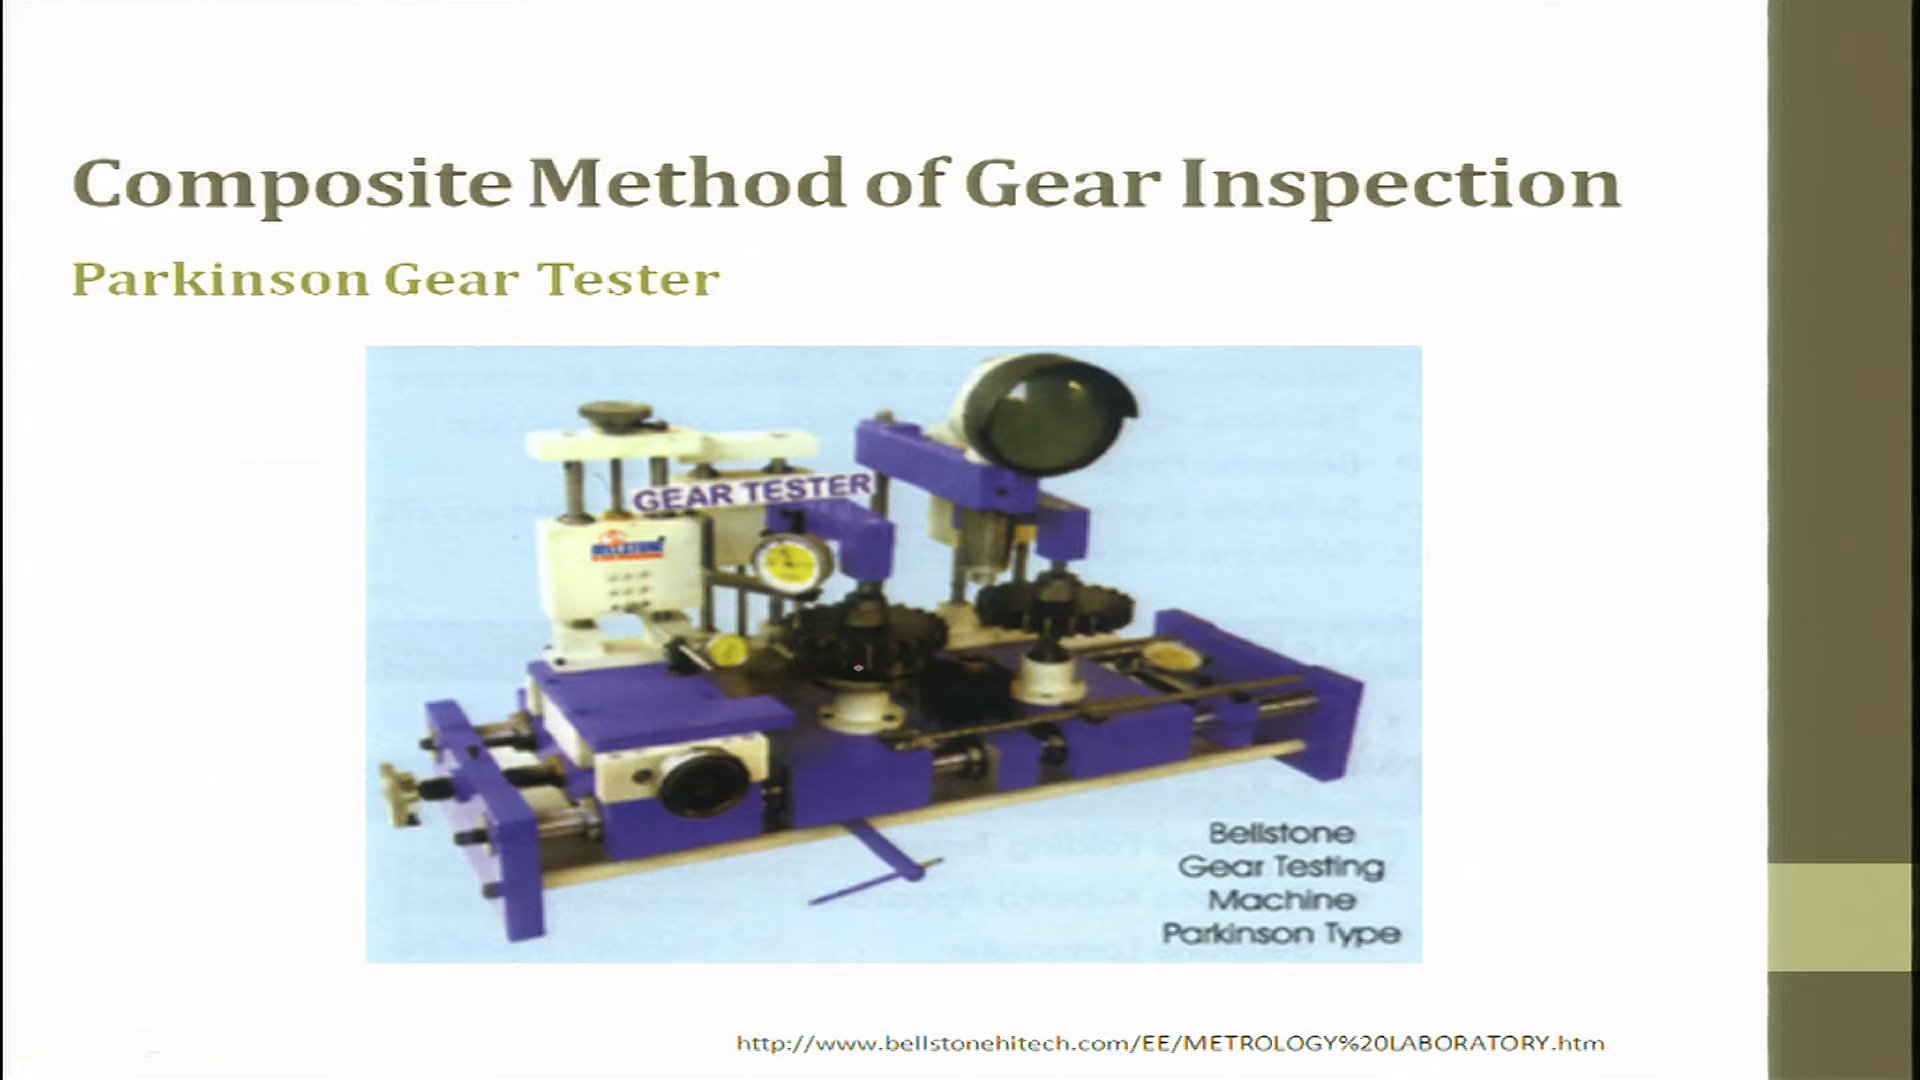 Composite Method of Gear Inspection
Parkinson Gear Tester
GEAR TESTER
BELLSTONE
Bellstone
Gear Testing
Machine
Parkinson Type
http://www.bellstonehitech.com/EE/METROLOGY%20LABORATORY.htm